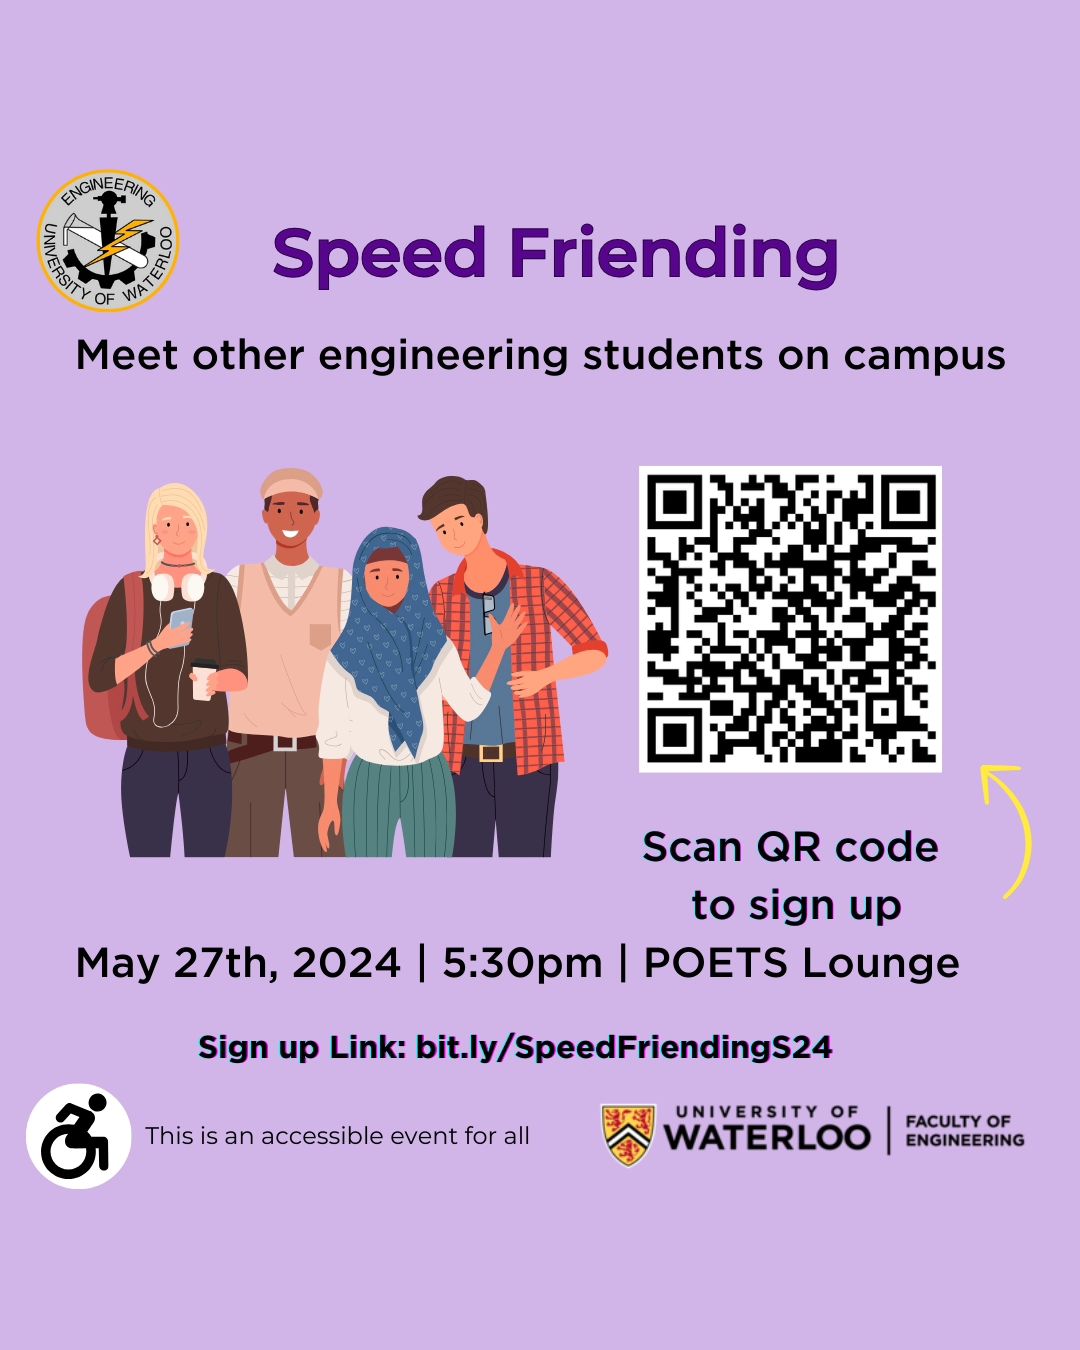 ENGINEERING
UNIVERSITY OF WATERLOO
Speed Friending
Meet other engineering students on campus
Scan QR code
to sign up
May 27th, 2024 | 5:30pm | POETS Lounge
Sign up Link: bit.ly/SpeedFriendingS24
This is an accessible event for all
UNIVERSITY OF
WATERLOO
FACULTY OF
ENGINEERING